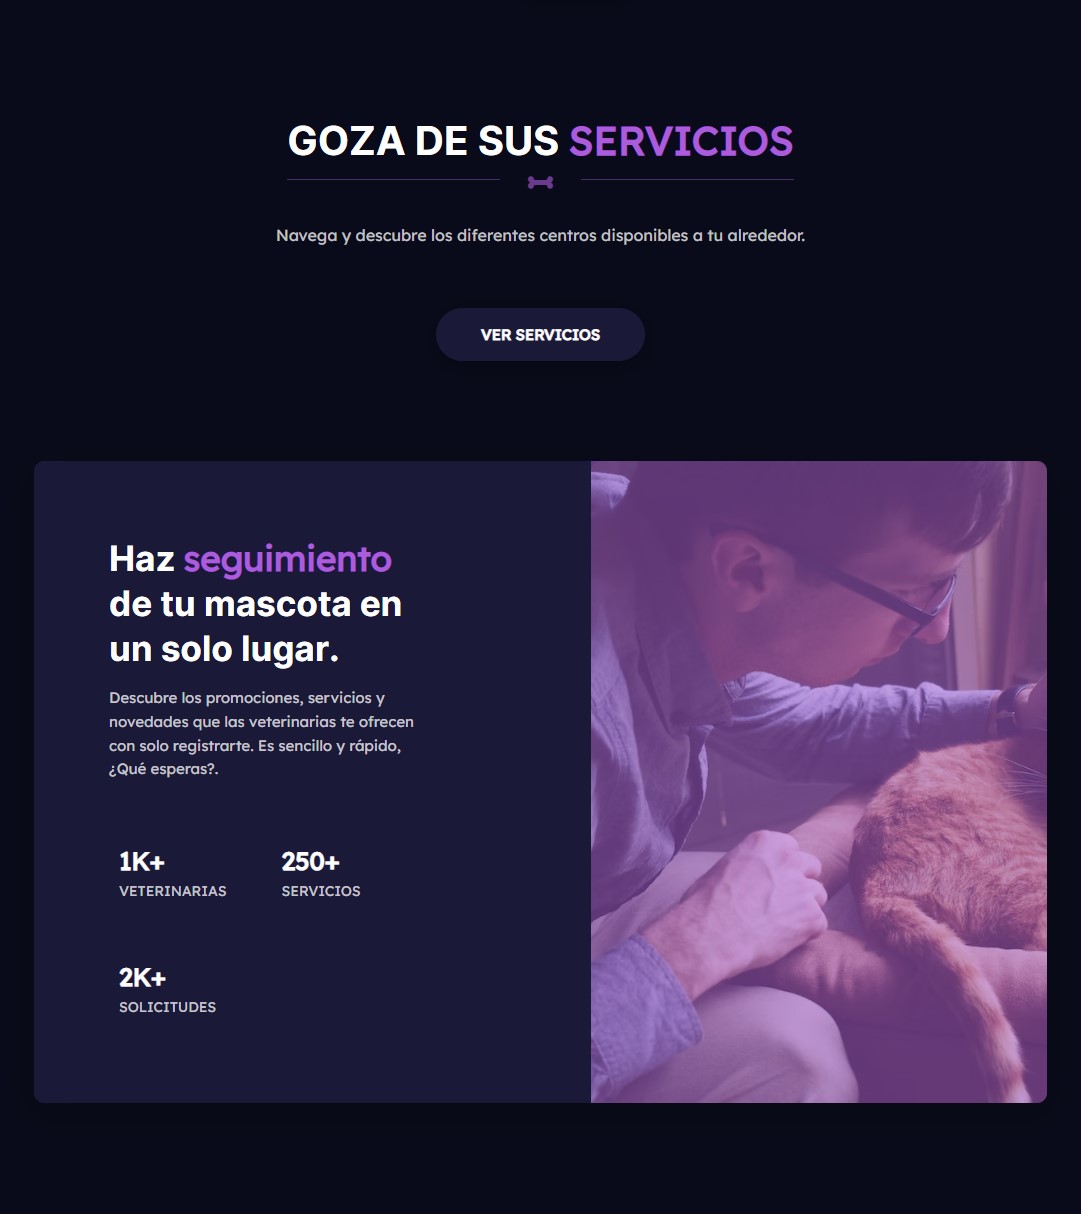 GOZA DE SUS SERVICIOS
Navega y descubre los diferentes centros disponibles a tu alrededor.
VER SERVICIOS
Haz seguimiento
de tu mascota en
un solo lugar.
Descubre los promociones, servicios y
novedades que las veterinarias te ofrecen
con solo registrarte. Es sencillo y rápido,
¿Qué esperas?.
1K+
VETERINARIAS
250+
SERVICIOS
2K+
SOLICITUDES